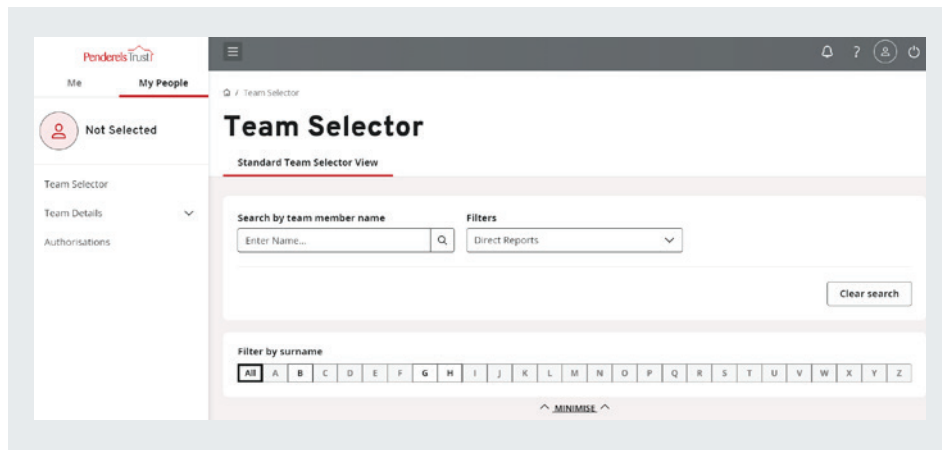 Penderels Trust
Me My People
?
Team Selector
Team Selector
Standard Team Selector View
Not Selected
Team Selector
Team Details
Authorisations
Search by team member name Filters
Enter Name... Direct Reports
Clear search
Filter by surname
All A B C D E F G H I J K L M N O P Q R S T U V W X Y Z
MINIMISE